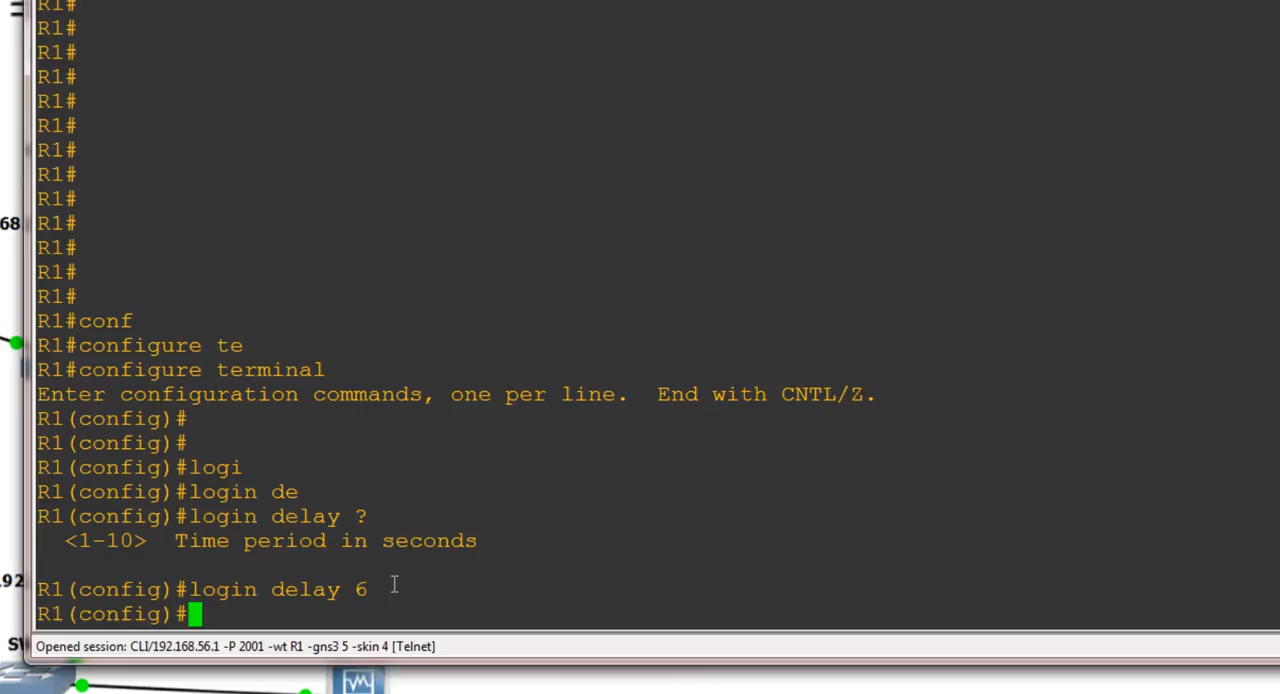 R1#
R1#
R1#
R1#
R1#
R1#
R1#
R1#
R1#
R1#
R1#
R1#
R1#
R1#conf
R1#configure te
R1#configure terminal
Enter configuration commands, one per line.  End with CNTL/Z.
R1(config)#
R1(config)#
R1(config)#logi
R1(config)#login de
R1(config)#login delay ?
  <1-10>  Time period in seconds
R1(config)#login delay 6
R1(config)#
Opened session: CLI/192.168.56.1 -P 2001 -wt R1 -gns3 5 -skin 4 [Telnet]
68
92
SW